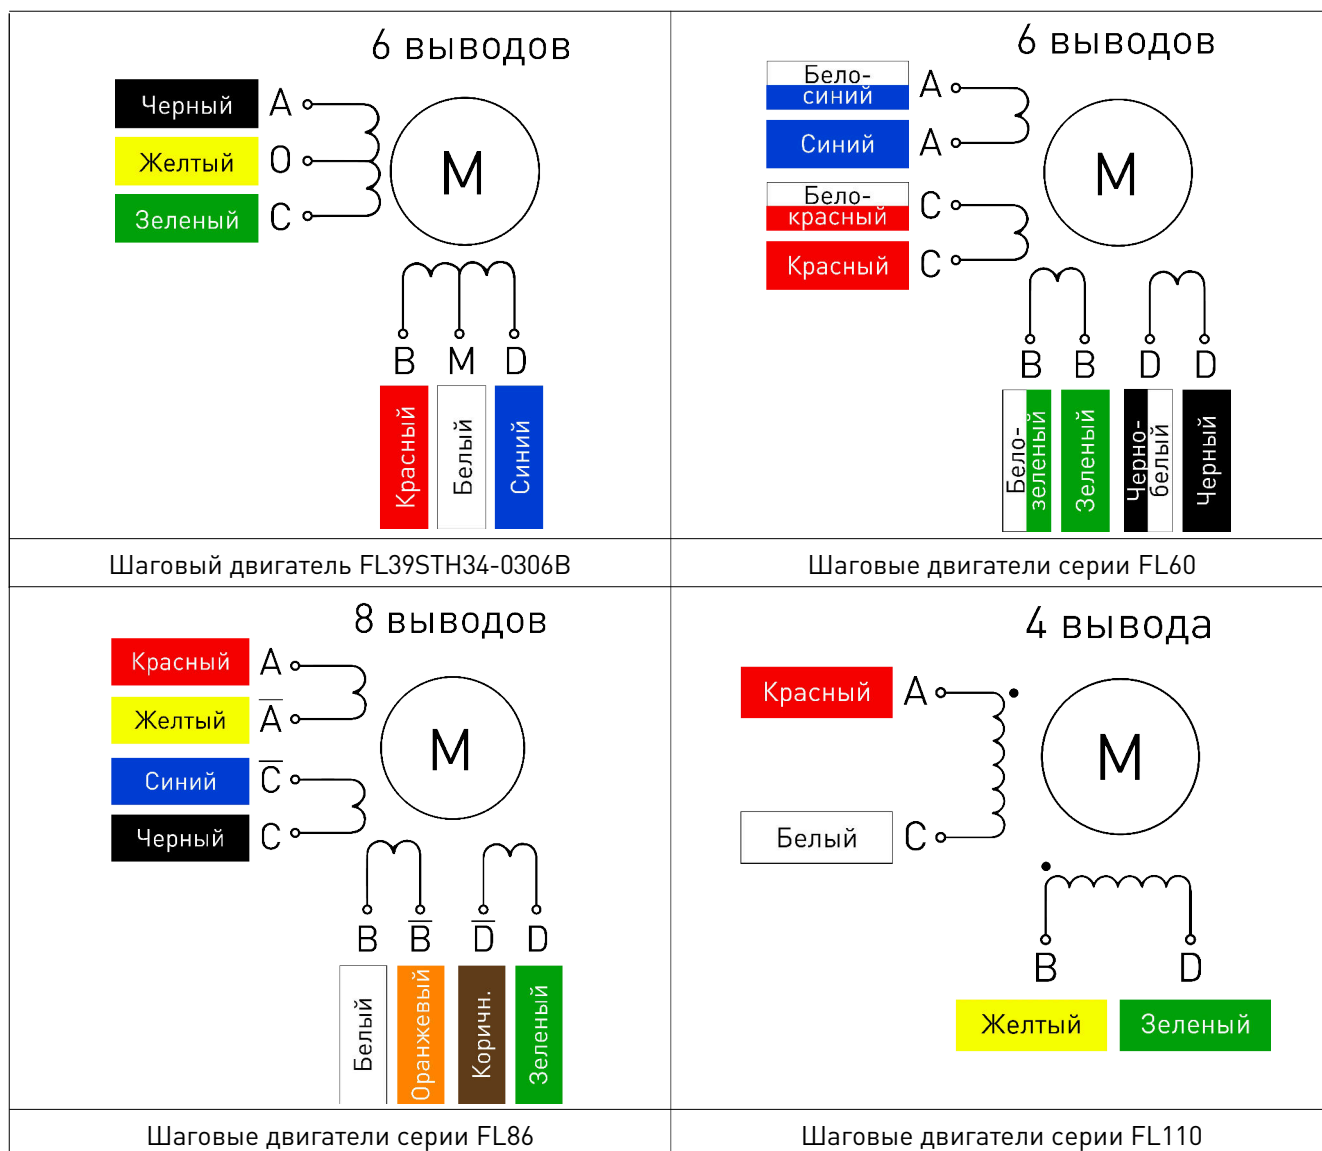 6 выводов
Черный A
Желтый O
Зеленый C
M
B M D
Красный
Белый
Синий
Шаговый двигатель FL39STH34-0306B
6 выводов
Бело-
синий
A
Синий A
Бело-
красный
C
Красный C
M
B B D D
Бело-
зеленый
Зеленый
Черно-
белый
Черный
Шаговые двигатели серии FL60
8 выводов
Красный A
Желтый A̅
Синий C̅
Черный C
M
B B̅ D̅ D
Белый
Оранжевый
Коричн.
Зеленый
Шаговые двигатели серии FL86
4 вывода
Красный A
Белый C
M
B D
Желтый Зеленый
Шаговые двигатели серии FL110